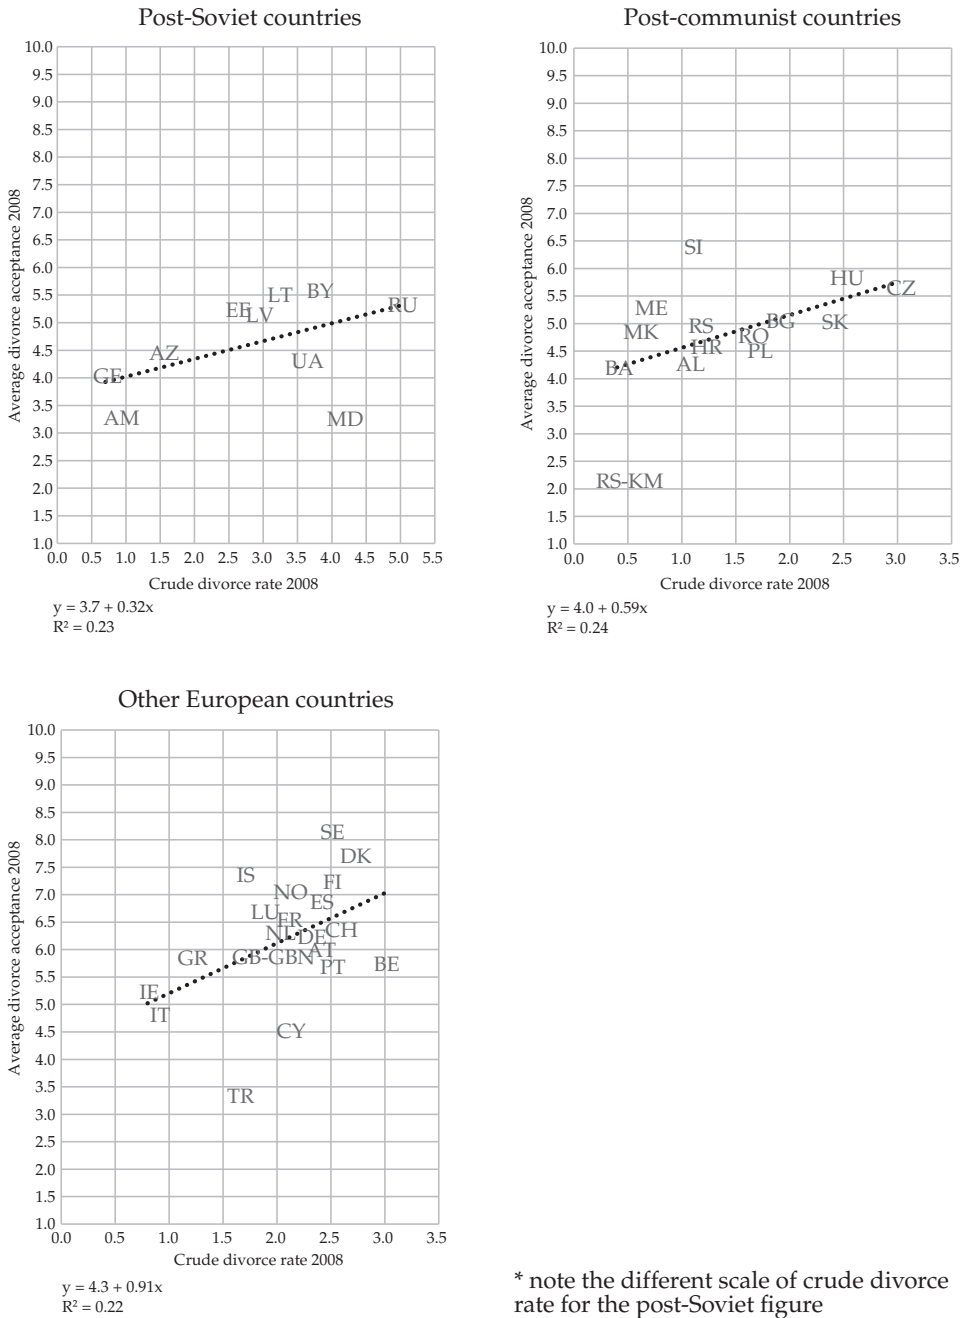 Post-Soviet countries
Average divorce acceptance 2008
10.0
9.5
9.0
8.5
8.0
7.5
7.0
6.5
6.0
5.5
5.0
4.5
4.0
3.5
3.0
2.5
2.0
1.5
1.0
BY
LT
RU
EE
LV
AZ
UA
GE
AM
MD
0.0 0.5 1.0 1.5 2.0 2.5 3.0 3.5 4.0 4.5 5.0 5.5
Crude divorce rate 2008
y = 3.7 + 0.32x
R² = 0.23
Post-communist countries
Average divorce acceptance 2008
10.0
9.5
9.0
8.5
8.0
7.5
7.0
6.5
6.0
5.5
5.0
4.5
4.0
3.5
3.0
2.5
2.0
1.5
1.0
SI
HU
CZ
ME
BG
SK
RS
MK
RO
HR
PL
AL
BA
RS-KM
0.0 0.5 1.0 1.5 2.0 2.5 3.0 3.5
Crude divorce rate 2008
y = 4.0 + 0.59x
R² = 0.24
Other European countries
Average divorce acceptance 2008
10.0
9.5
9.0
8.5
8.0
7.5
7.0
6.5
6.0
5.5
5.0
4.5
4.0
3.5
3.0
2.5
2.0
1.5
1.0
SE
DK
IS
FI
NO
ES
LU
FR
CH
NL
DE
AT
GR
GB-GBN
PT
BE
IE
IT
CY
TR
0.0 0.5 1.0 1.5 2.0 2.5 3.0 3.5
Crude divorce rate 2008
y = 4.3 + 0.91x
R² = 0.22
* note the different scale of crude divorce
rate for the post-Soviet figure